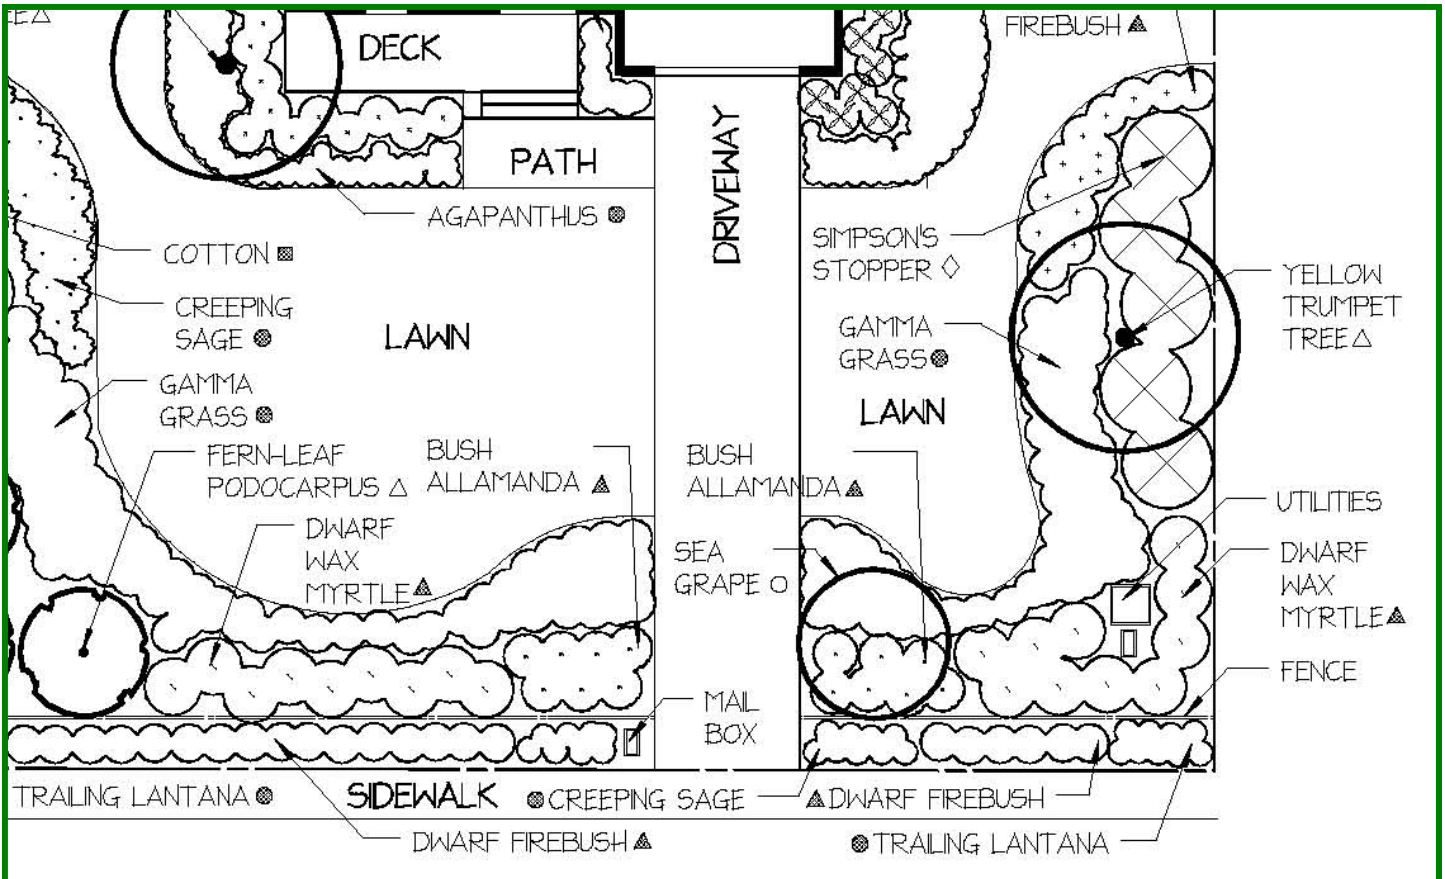 EE
DECK
FIREBUSH
PATH
DRIVEWAY
AGAPANTHUS
COTTON
SIMPSON'S
STOPPER
YELLOW
TRUMPET
TREE
CREEPING
SAGE
LAWN
GAMMA
GRASS
GAMMA
GRASS
LAWN
FERN-LEAF
PODOCARPUS
BUSH
ALLAMANDA
BUSH
ALLAMANDA
UTILITIES
DWARF
WAX
MYRTLE
SEA
GRAPE
DWARF
WAX
MYRTLE
FENCE
MAIL
BOX
TRAILING LANTANA
SIDEWALK
CREEPING SAGE
DWARF FIREBUSH
DWARF FIREBUSH
TRAILING LANTANA